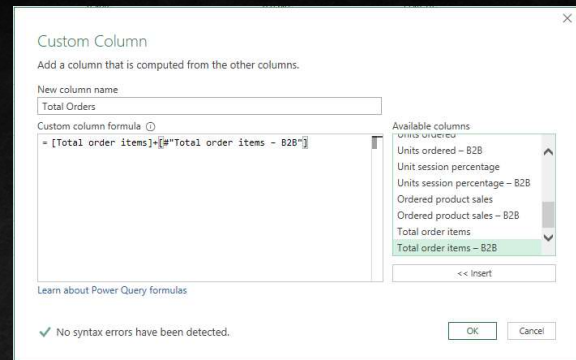 Custom Column
Add a column that is computed from the other columns.
New column name
Total Orders
Custom column formula
= [Total order items]+[#"Total order items – B2B"]
Available columns
Units ordered
Units ordered – B2B
Unit session percentage
Units session percentage – B2B
Ordered product sales
Ordered product sales – B2B
Total order items
Total order items – B2B
<< Insert
Learn about Power Query formulas
No syntax errors have been detected.
OK
Cancel